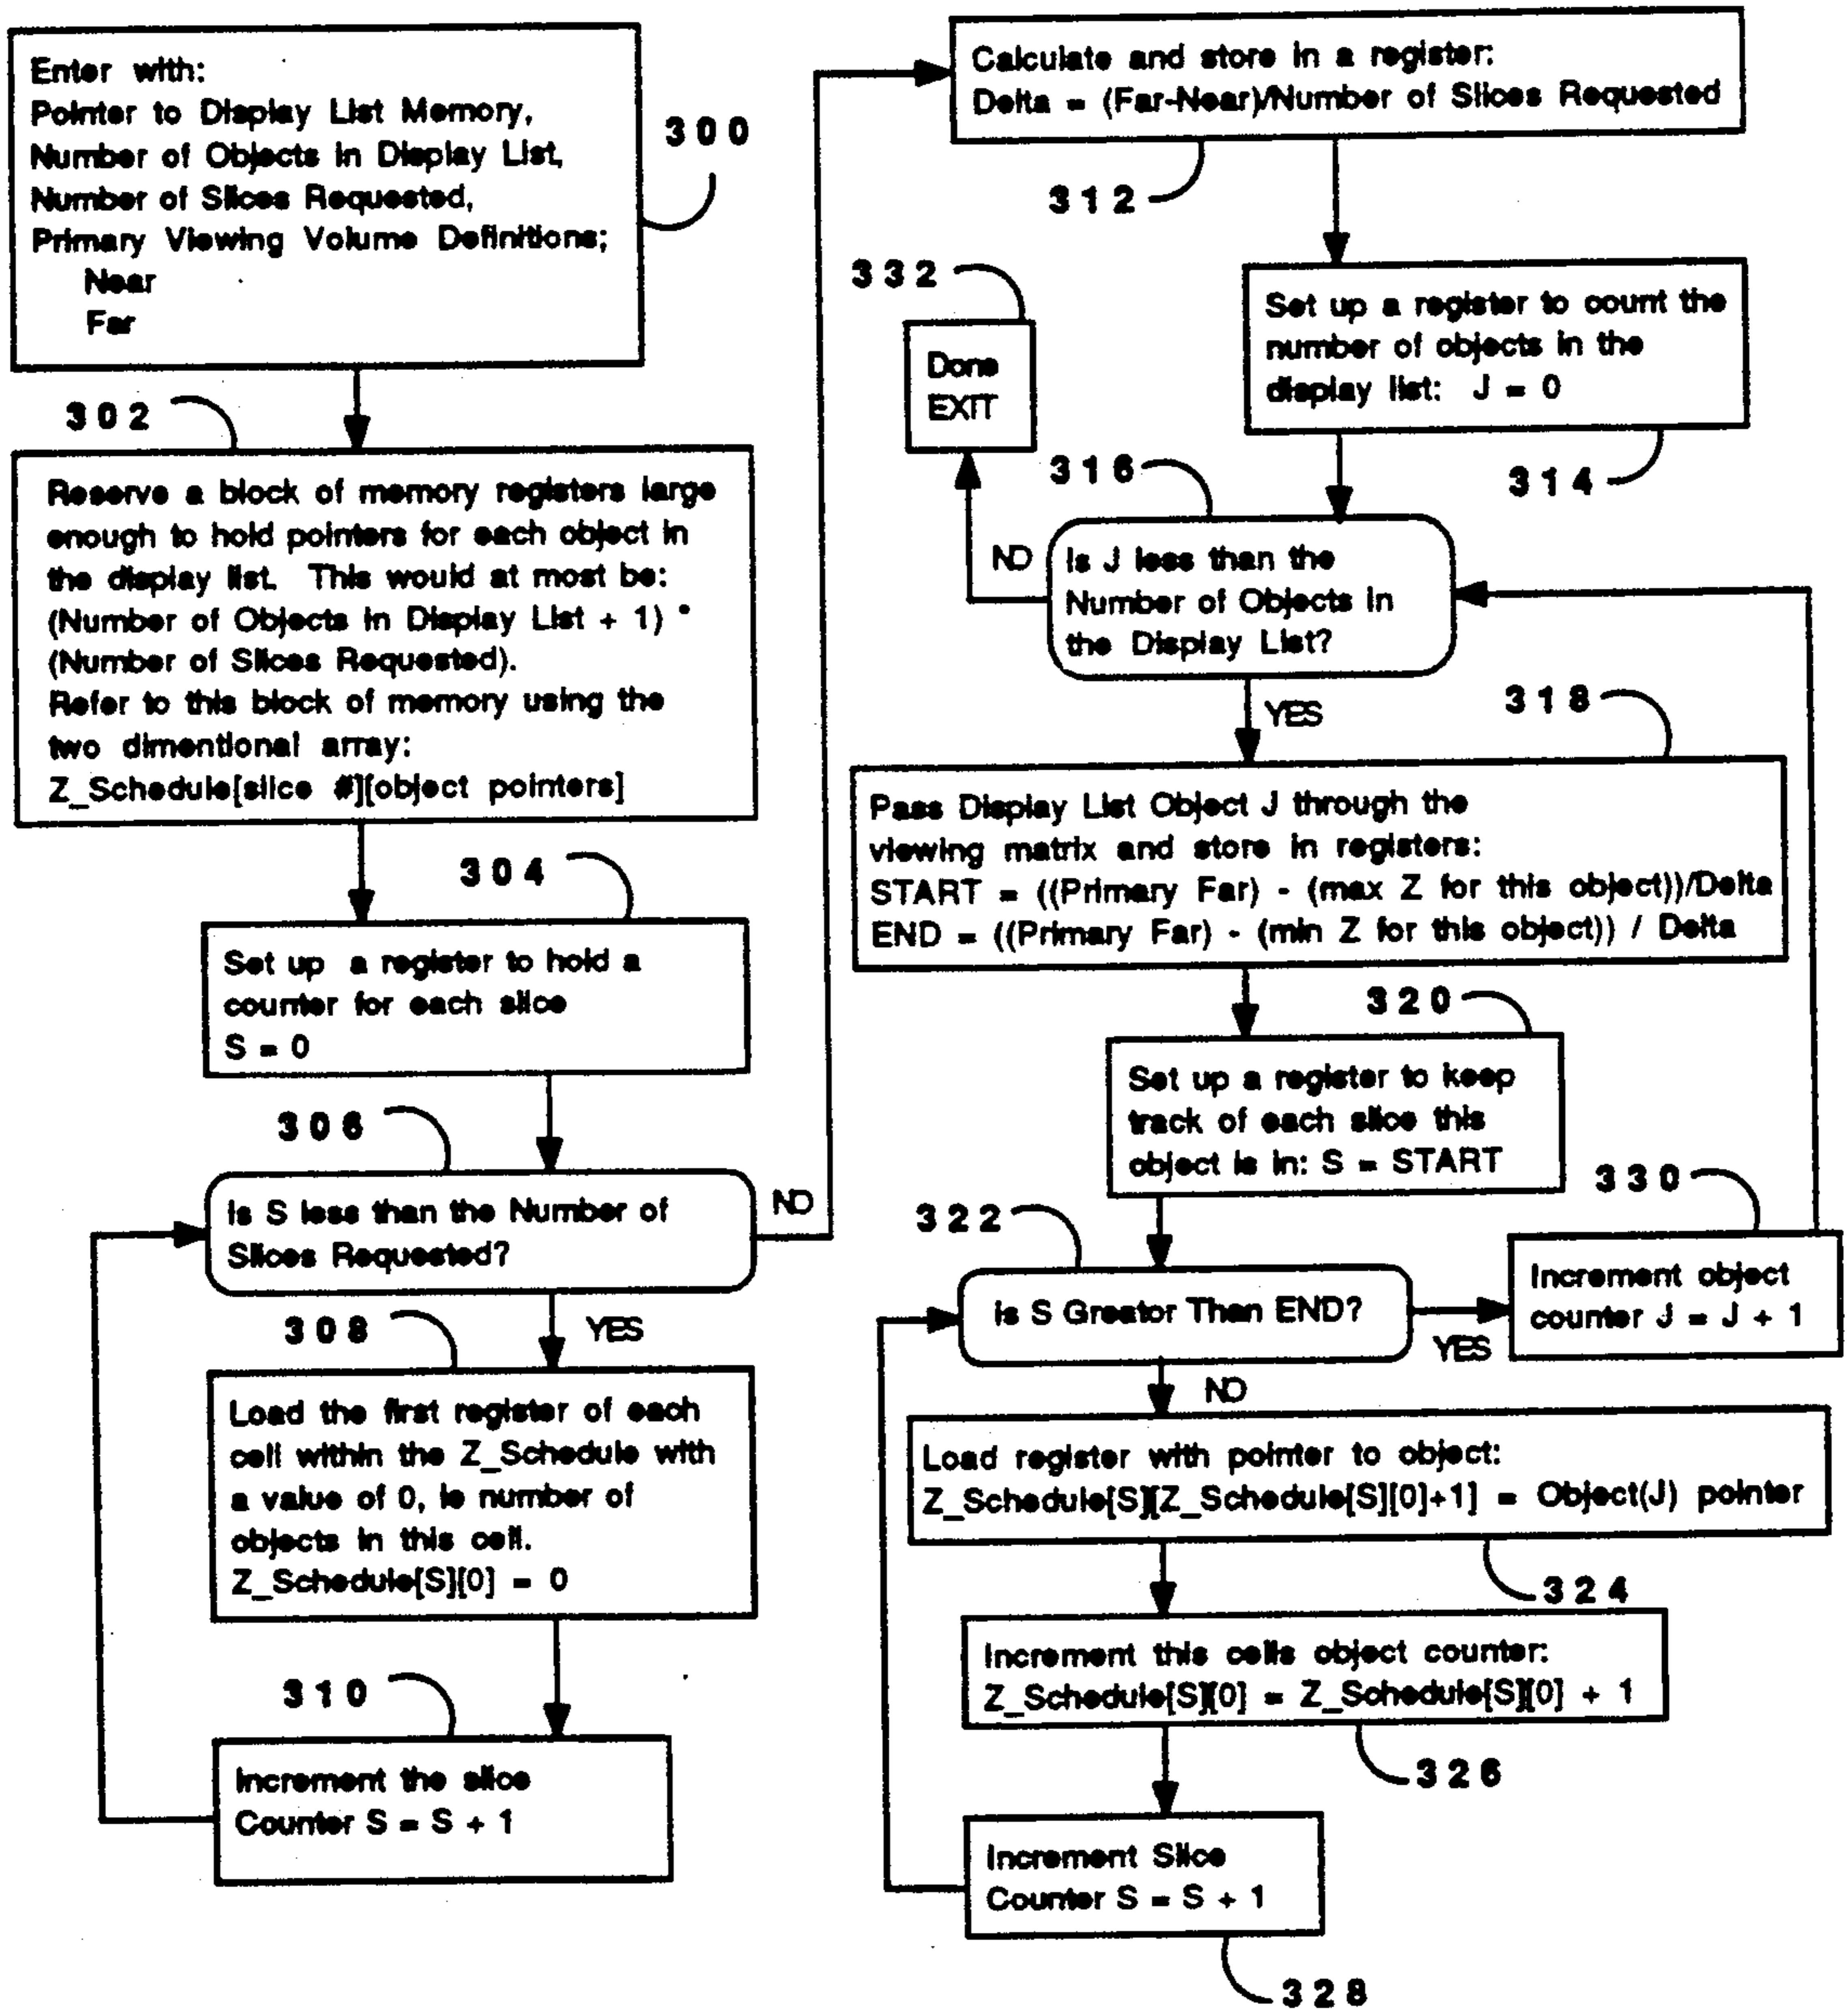 Enter with:
Pointer to Display List Memory,
Number of Objects in Display List,
Number of Slices Requested,
Primary Viewing Volume Definitions;
Near
Far
300
302
Reserve a block of memory registers large
enough to hold pointers for each object in
the display list. This would at most be:
(Number of Objects in Display List + 1) *
(Number of Slices Requested).
Refer to this block of memory using the
two dimentional array:
Z_Schedule[slice #][object pointers]
304
Set up a register to hold a
counter for each slice
S = 0
306
Is S less than the Number of
Slices Requested?
NO
YES
308
Load the first register of each
cell within the Z_Schedule with
a value of 0, ie number of
objects in this cell.
Z_Schedule[S][0] = 0
310
Increment the slice
Counter S = S + 1
Calculate and store in a register:
Delta = (Far-Near)/Number of Slices Requested
312
Set up a register to count the
number of objects in the
display list: J = 0
314
332
Done
EXIT
316
NO
Is J less than the
Number of Objects in
the Display List?
YES
318
Pass Display List Object J through the
viewing matrix and store in registers:
START = ((Primary Far) - (max Z for this object))/Delta
END = ((Primary Far) - (min Z for this object)) / Delta
320
Set up a register to keep
track of each slice this
object is in: S = START
322
Is S Greater Than END?
YES
330
Increment object
counter J = J + 1
NO
Load register with pointer to object:
Z_Schedule[S][Z_Schedule[S][0]+1] = Object(J) pointer
324
Increment this cells object counter:
Z_Schedule[S][0] = Z_Schedule[S][0] + 1
326
Increment Slice
Counter S = S + 1
328